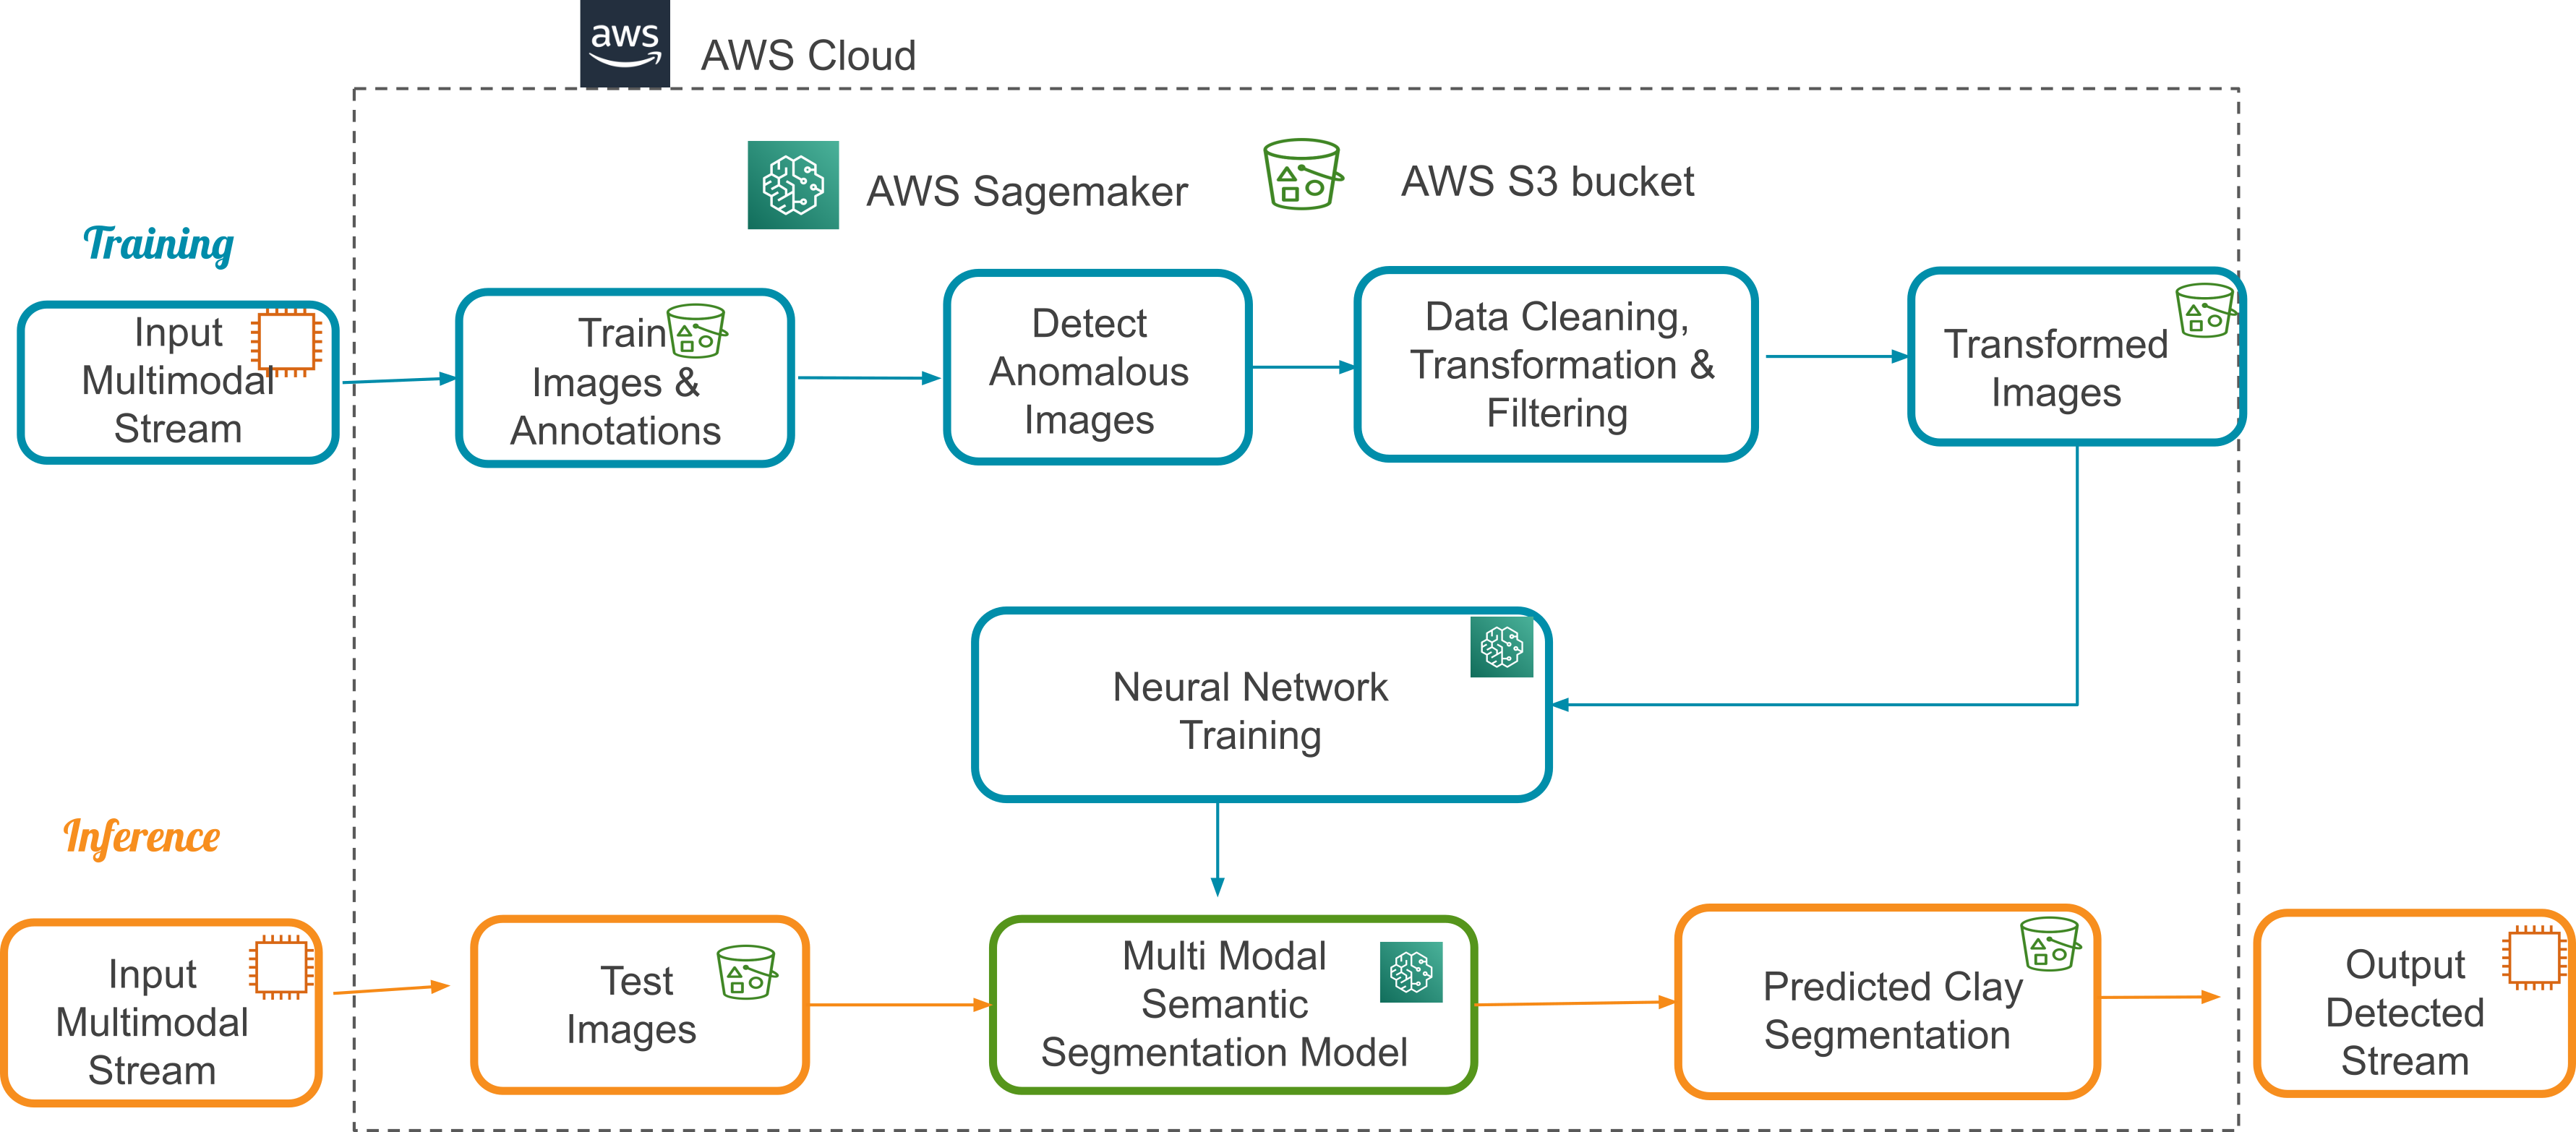 aws
AWS Cloud
AWS Sagemaker
AWS S3 bucket
Training
Input
Multimodal
Stream
Train
Images &
Annotations
Detect
Anomalous
Images
Data Cleaning,
Transformation &
Filtering
Transformed
Images
Neural Network
Training
Inference
Input
Multimodal
Stream
Test
Images
Multi Modal
Semantic
Segmentation Model
Predicted Clay
Segmentation
Output
Detected
Stream